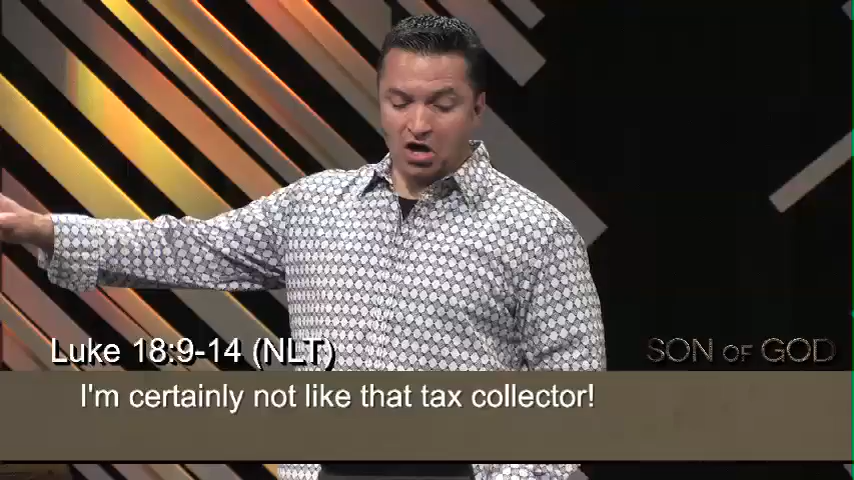 Luke 18:9-14 (NLT)
SON OF GOD
I'm certainly not like that tax collector!